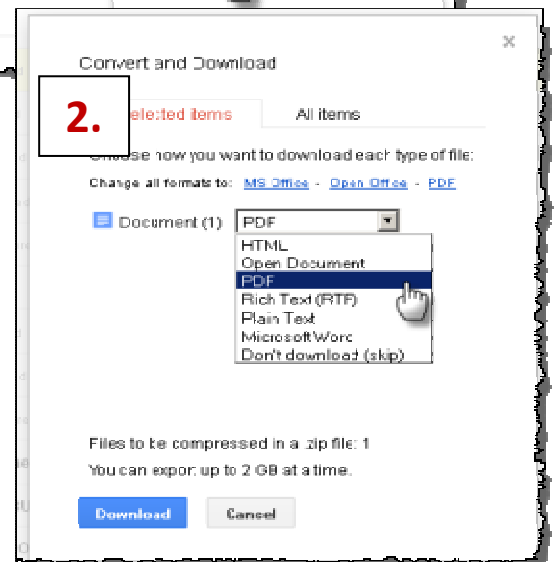 ×
Convert and Download
2.
elected items
All items
Choose how you want to download each type of file:
Change all formats to: MS Office - Open Office - PDF
Document (1) PDF
HTML
Open Document
PDF
Rich Text (RTF)
Plain Text
Microsoft Word
Don't download (skip)
Files to be compressed in a .zip file: 1
You can export up to 2 GB at a time.
Download
Cancel